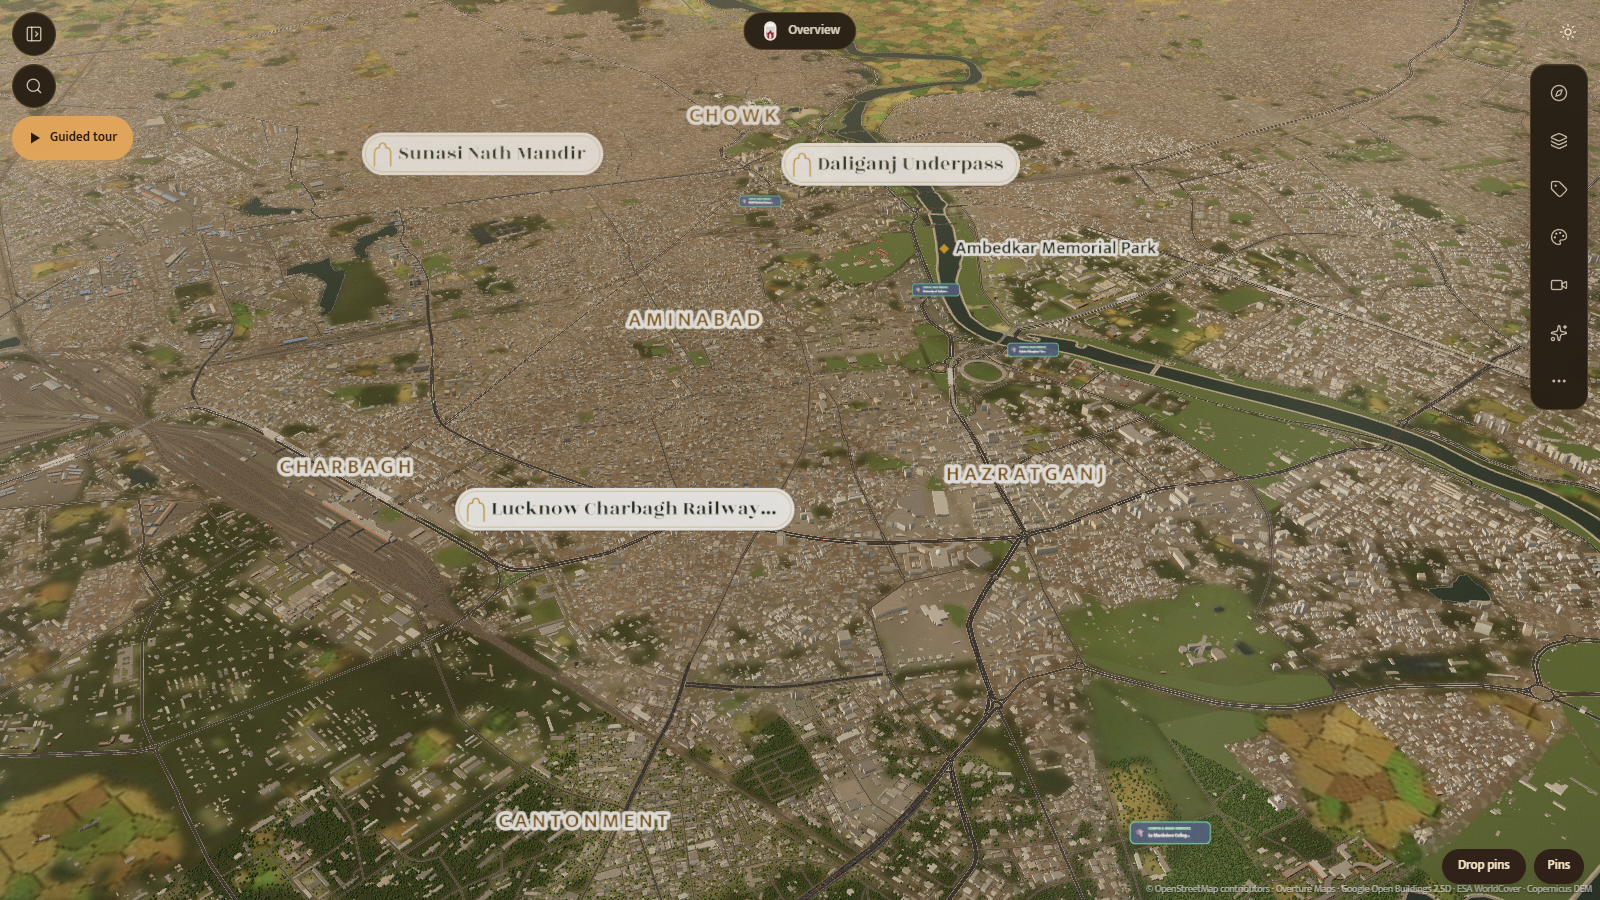 Overview
Guided tour
CHOWK
Sunasi Nath Mandir
Daliganj Underpass
Ambedkar Memorial Park
AMINABAD
CHARBAGH
HAZRATGANJ
Lucknow Charbagh Railway...
CANTONMENT
Drop pins
Pins
© OpenStreetMap contributors · Overture Maps · Google Open Buildings 2.5D · ESA WorldCover · Copernicus DEM